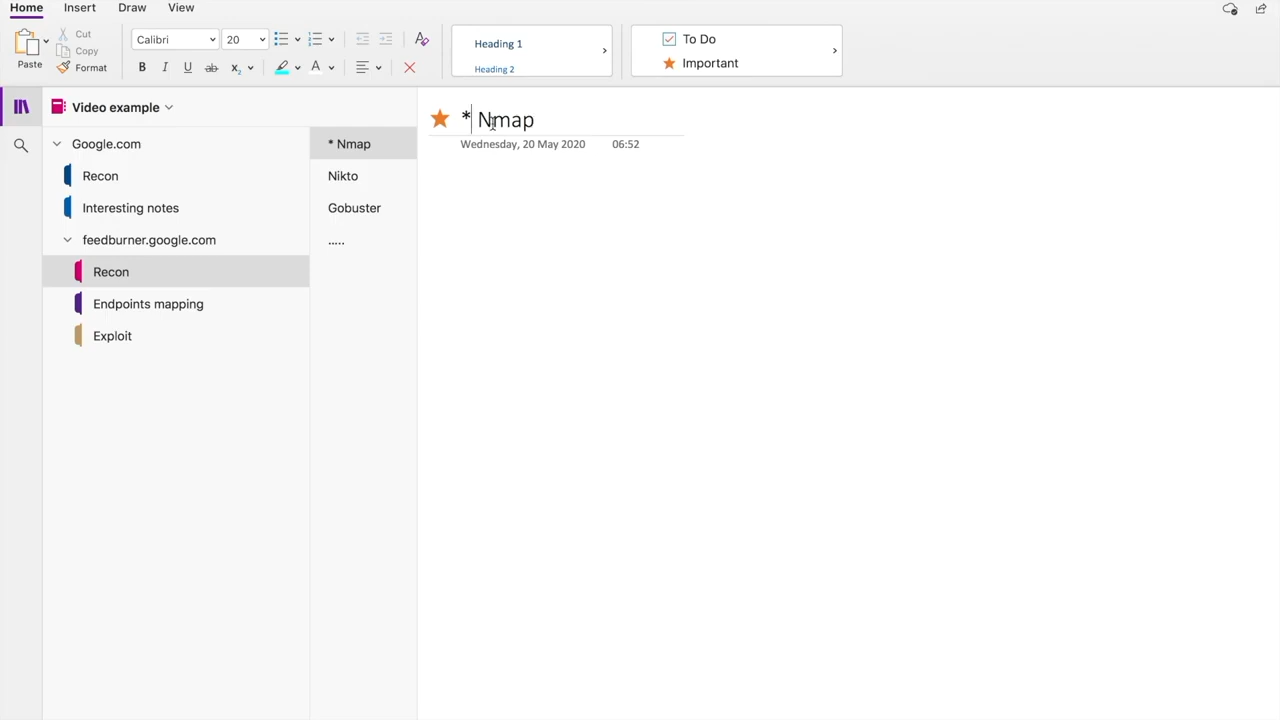 Home Insert Draw View
Paste
Cut
Copy
Format
Calibri 20
B I U ab x₂ A
Heading 1
Heading 2
To Do
Important
Video example
Google.com
Recon
Interesting notes
feedburner.google.com
Recon
Endpoints mapping
Exploit
* Nmap
Nikto
Gobuster
.....
* Nmap
Wednesday, 20 May 2020 06:52